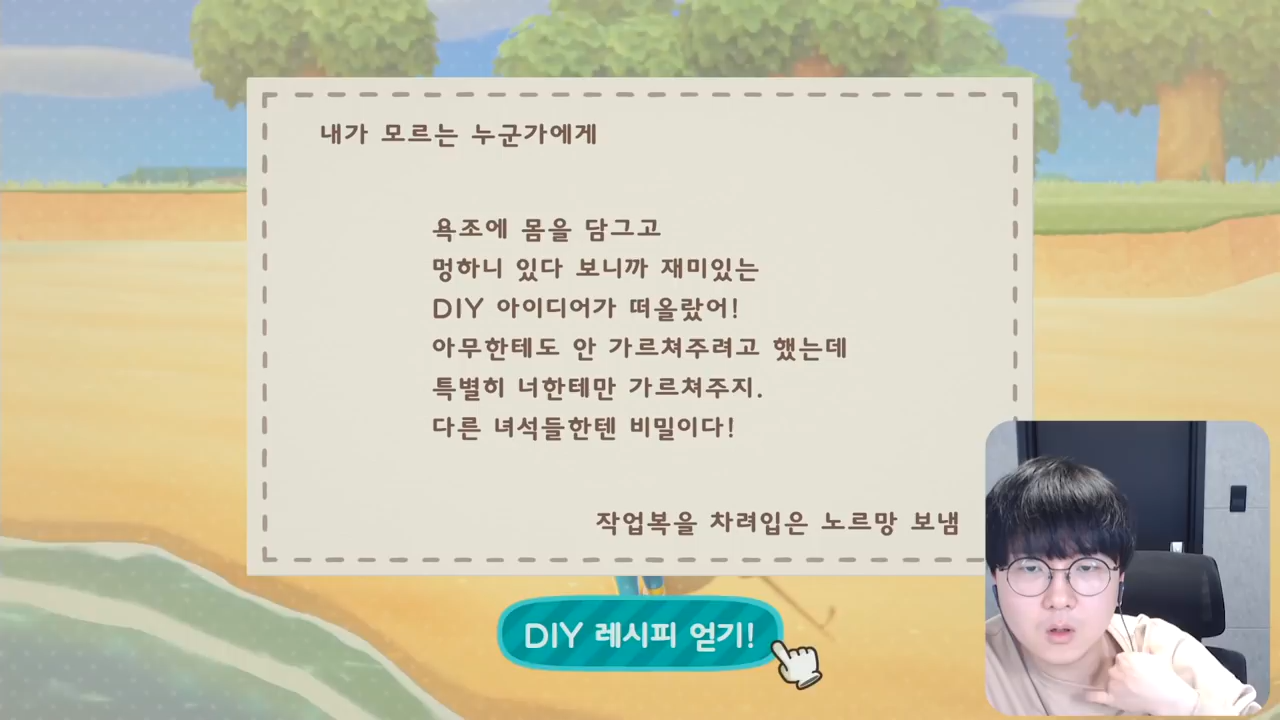 내가 모르는 누군가에게
욕조에 몸을 담그고
멍하니 있다 보니까 재미있는
DIY 아이디어가 떠올랐어!
아무한테도 안 가르쳐주려고 했는데
특별히 너한테만 가르쳐주지.
다른 녀석들한텐 비밀이다!
작업복을 차려입은 노르망 보냄
DIY 레시피 얻기!